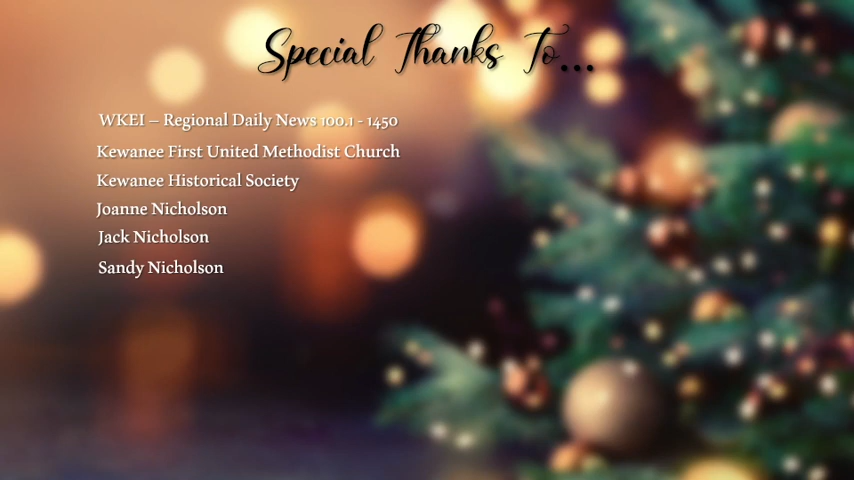 Special Thanks To...
WKEI – Regional Daily News 100.1 - 1450
Kewanee First United Methodist Church
Kewanee Historical Society
Joanne Nicholson
Jack Nicholson
Sandy Nicholson